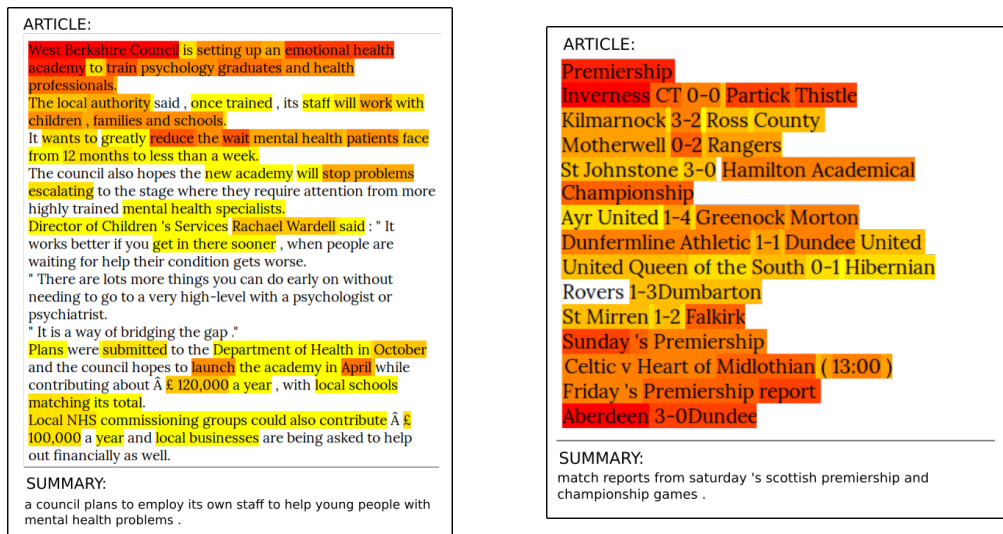 ARTICLE:
West Berkshire Council is setting up an emotional health
academy to train psychology graduates and health
professionals.
The local authority said , once trained , its staff will work with
children , families and schools.
It wants to greatly reduce the wait mental health patients face
from 12 months to less than a week.
The council also hopes the new academy will stop problems
escalating to the stage where they require attention from more
highly trained mental health specialists.
Director of Children 's Services Rachael Wardell said : " It
works better if you get in there sooner , when people are
waiting for help their condition gets worse.
" There are lots more things you can do early on without
needing to go to a very high-level with a psychologist or
psychiatrist.
" It is a way of bridging the gap ."
Plans were submitted to the Department of Health in October
and the council hopes to launch the academy in April while
contributing about Â £ 120,000 a year , with local schools
matching its total.
Local NHS commissioning groups could also contribute Â £
100,000 a year and local businesses are being asked to help
out financially as well.
SUMMARY:
a council plans to employ its own staff to help young people with
mental health problems .
ARTICLE:
Premiership
Inverness CT 0-0 Partick Thistle
Kilmarnock 3-2 Ross County
Motherwell 0-2 Rangers
St Johnstone 3-0 Hamilton Academical
Championship
Ayr United 1-4 Greenock Morton
Dunfermline Athletic 1-1 Dundee United
United Queen of the South 0-1 Hibernian
Rovers 1-3Dumbarton
St Mirren 1-2 Falkirk
Sunday 's Premiership
Celtic v Heart of Midlothian ( 13:00 )
Friday 's Premiership report
Aberdeen 3-0Dundee
SUMMARY:
match reports from saturday 's scottish premiership and
championship games .